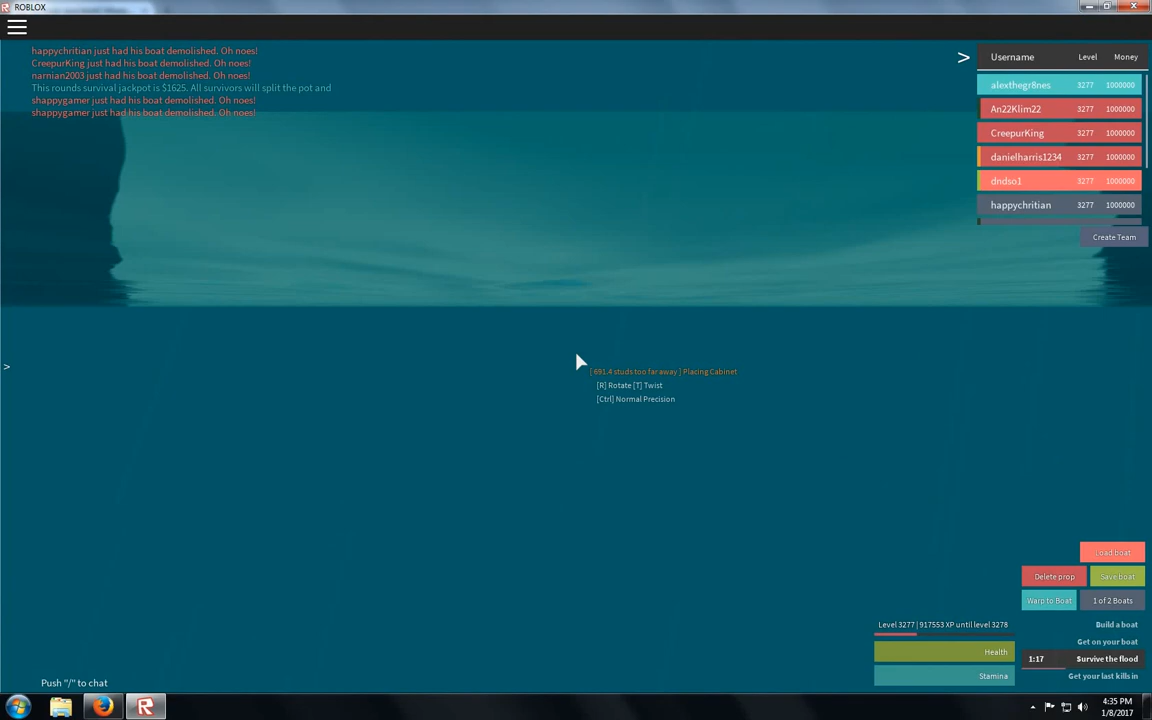 ROBLOX
happychritian just had his boat demolished. Oh noes!
CreepurKing just had his boat demolished. Oh noes!
narnian2003 just had his boat demolished. Oh noes!
This rounds survival jackpot is $1625. All survivors will split the pot and
shappygamer just had his boat demolished. Oh noes!
shappygamer just had his boat demolished. Oh noes!
> Username Level Money
alexthegr8nes 3277 1000000
An22Klim22 3277 1000000
CreepurKing 3277 1000000
danielharris1234 3277 1000000
dndso1 3277 1000000
happychritian 3277 1000000
Create Team
>
[ 691.4 studs too far away ] Placing Cabinet
[R] Rotate [T] Twist
[Ctrl] Normal Precision
Load boat
Delete prop Save boat
Warp to Boat 1 of 2 Boats
Level 3277 | 917553 XP until level 3278
Health
Stamina
Build a boat
Get on your boat
1:17 Survive the flood
Get your last kills in
Push "/" to chat
4:35 PM
1/8/2017